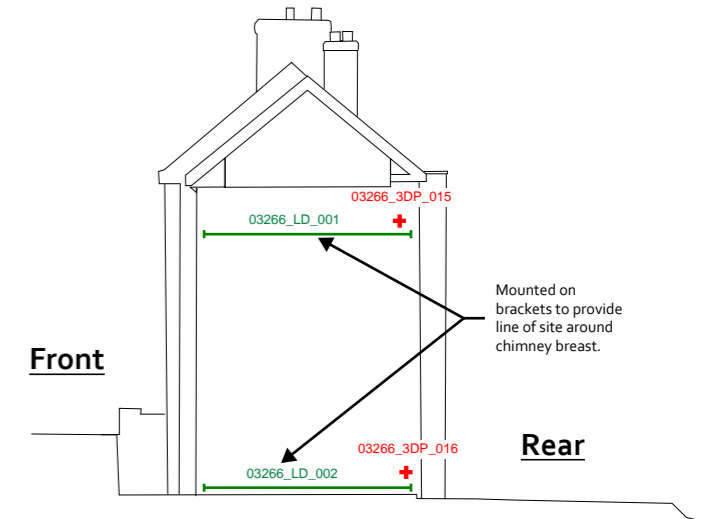 03266_3DP_015
03266_LD_001
Mounted on
brackets to provide
line of site around
chimney breast.
Front
Rear
03266_3DP_016
03266_LD_002